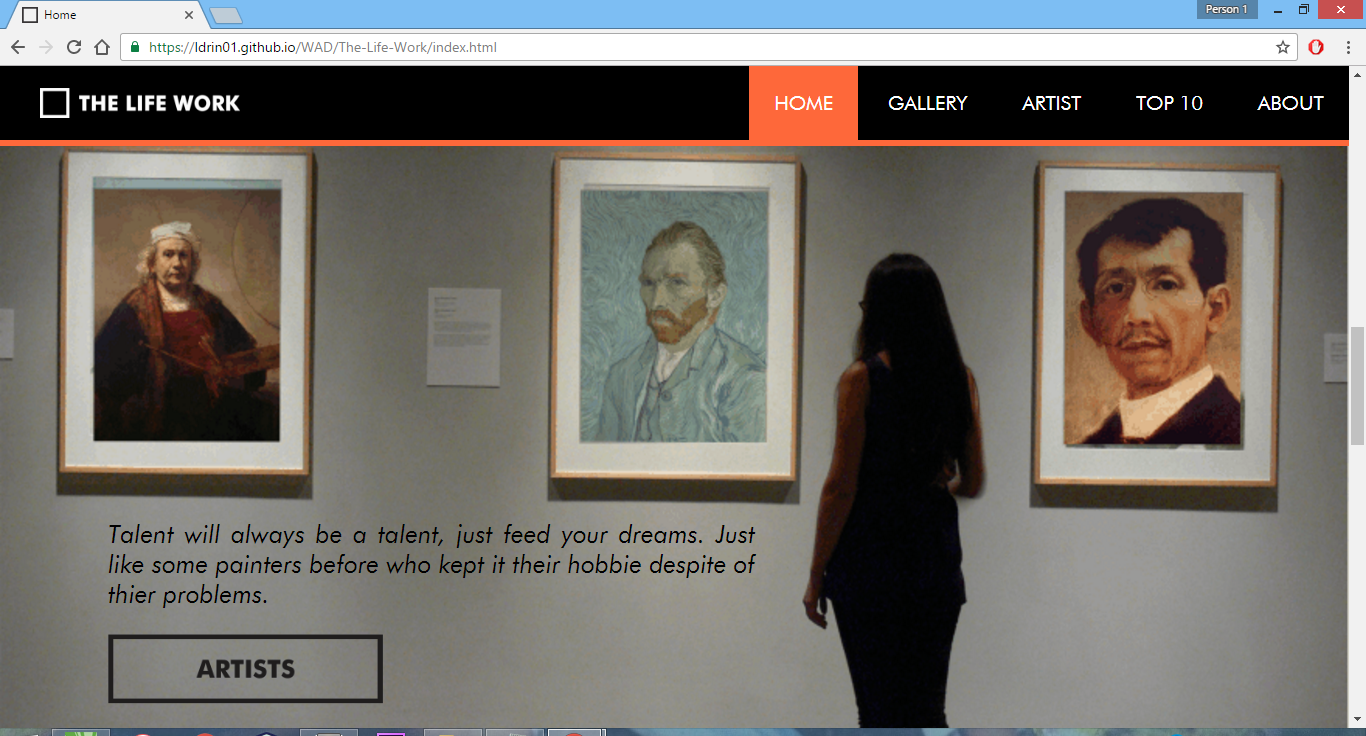 Home
Person 1
https://ldrin01.github.io/WAD/The-Life-Work/index.html
THE LIFE WORK
HOME
GALLERY
ARTIST
TOP 10
ABOUT
Talent will always be a talent, just feed your dreams. Just
like some painters before who kept it their hobbie despite of
thier problems.
ARTISTS